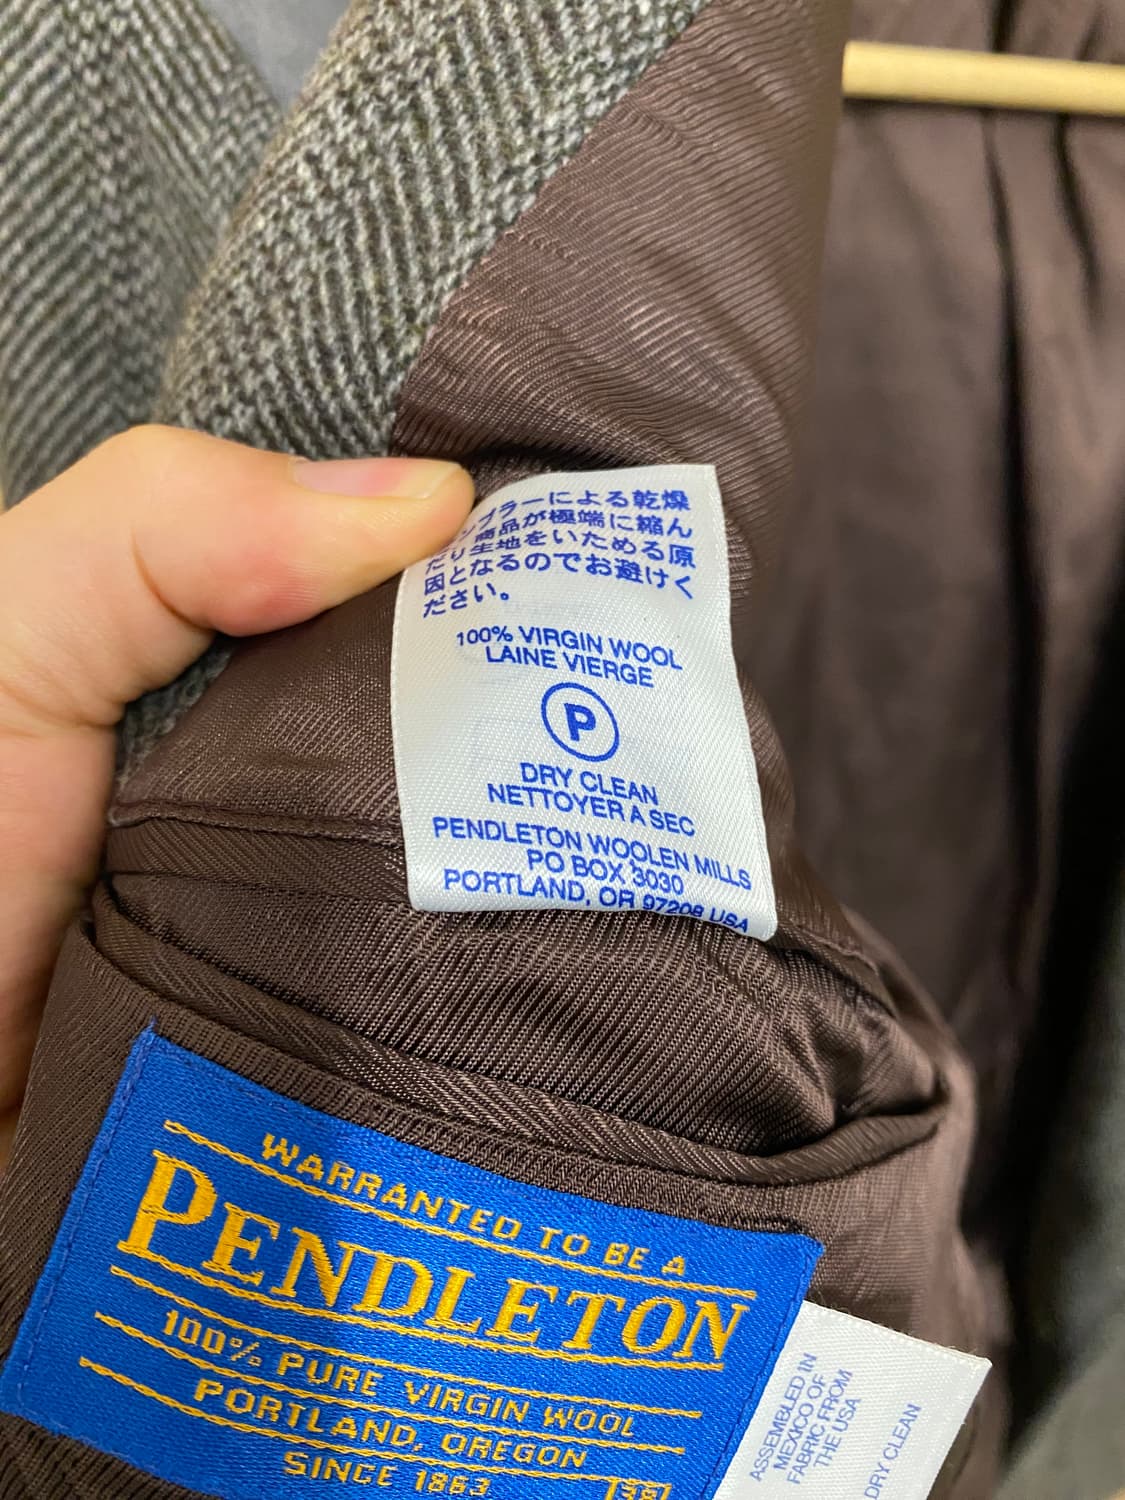 ンブラーによる乾燥
商品が極端に縮ん
だり生地をいためる原
因となるのでお避けく
ださい。
100% VIRGIN WOOL
LAINE VIERGE
P
DRY CLEAN
NETTOYER A SEC
PENDLETON WOOLEN MILLS
PO BOX 3030
PORTLAND, OR 97208 USA
WARRANTED TO BE A
PENDLETON
100% PURE VIRGIN WOOL
PORTLAND, OREGON
SINCE 1863
ASSEMBLED IN
MEXICO OF
FABRIC FROM
THE USA
DRY CLEAN